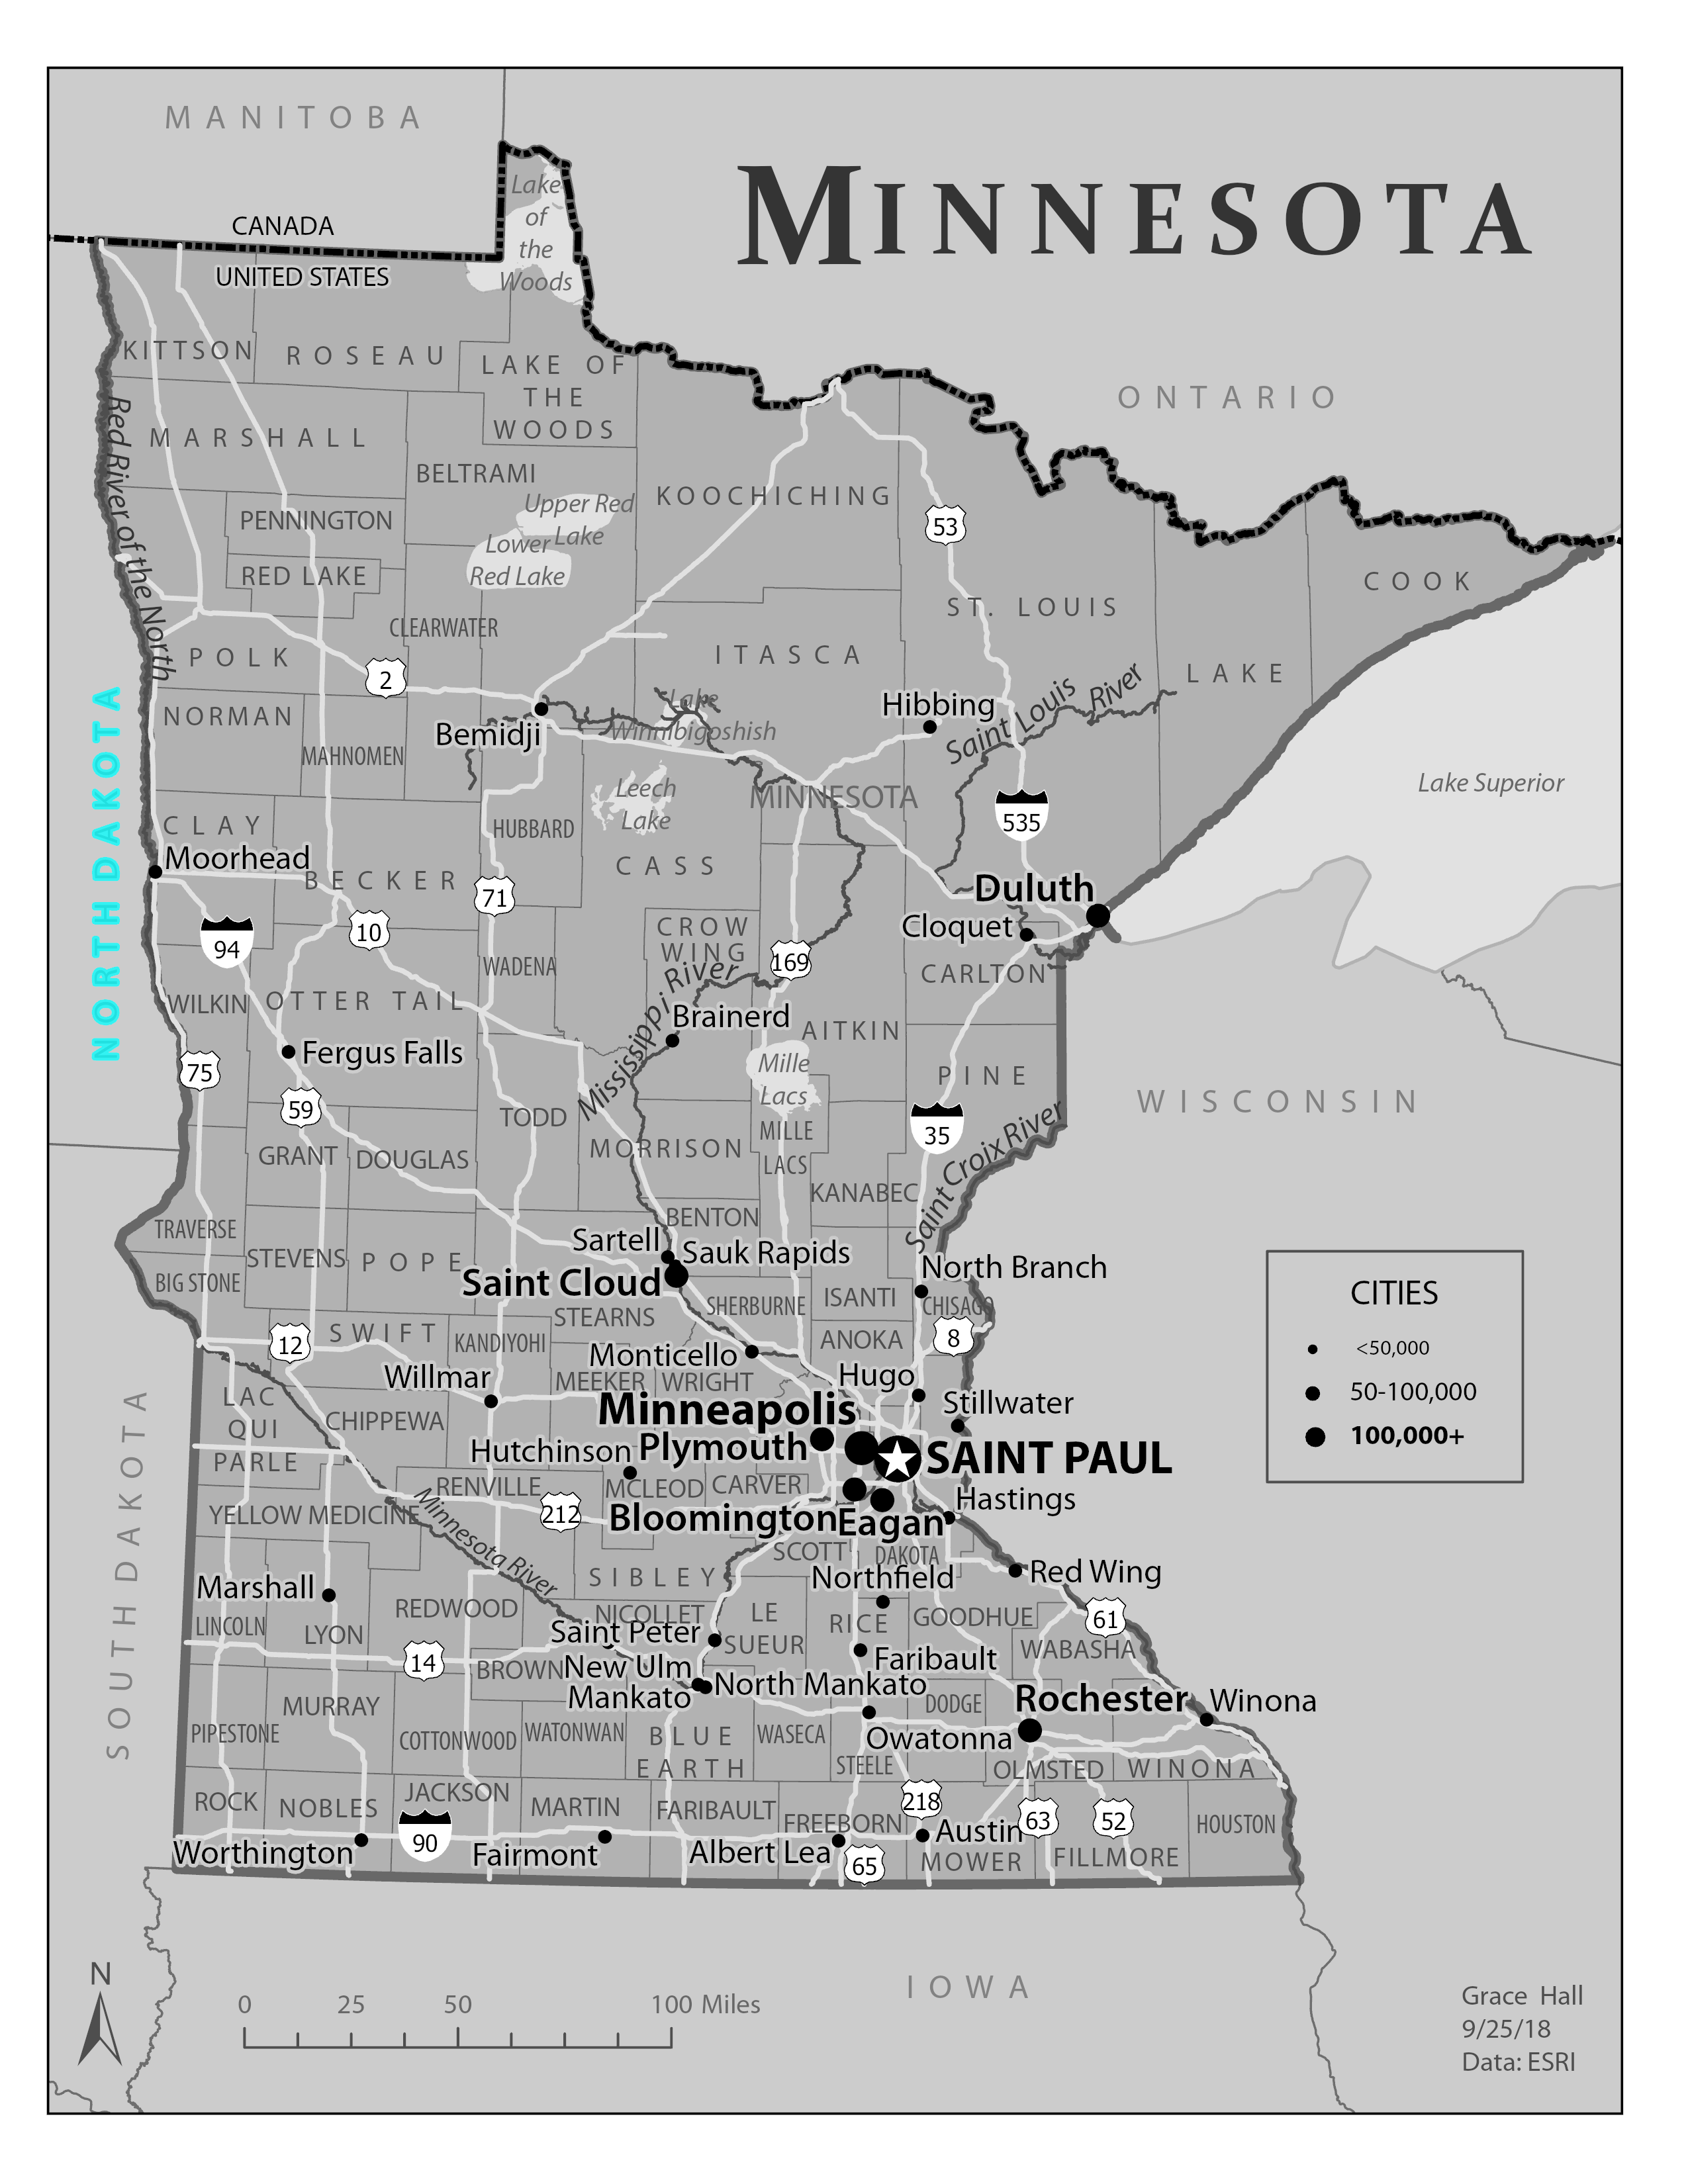 MANITOBA
MINNESOTA
Lake
of
the
Woods
CANADA
UNITED STATES
KITTSON
ROSEAU
LAKE OF
THE
WOODS
ONTARIO
Red River of the North
MARSHALL
BELTRAMI
KOOCHICHING
Upper Red
Lake
Lower
Red Lake
53
PENNINGTON
RED LAKE
COOK
ST. LOUIS
CLEARWATER
POLK
ITASCA
LAKE
2
NORTH DAKOTA
NORMAN
Bemidji
Lake
Winnibigoshish
Hibbing
Saint Louis River
MAHNOMEN
Leech
Lake
MINNESOTA
Lake Superior
535
CLAY
HUBBARD
Moorhead
BECKER
CASS
71
Duluth
94
10
CROW
WING
Cloquet
169
WADENA
CARLTON
WILKIN
OTTER TAIL
Mississippi River
Brainerd
AITKIN
Fergus Falls
75
Mille
Lacs
PINE
WISCONSIN
59
TODD
35
MILLE
LACS
GRANT
DOUGLAS
MORRISON
Saint Croix River
KANABEC
TRAVERSE
BENTON
STEVENS
POPE
Sartell
Sauk Rapids
BIG STONE
Saint Cloud
North Branch
STEARNS
SHERBURNE
ISANTI
CHISAGO
CITIES
<50,000
50-100,000
100,000+
12
SWIFT
KANDIYOHI
ANOKA
8
Monticello
Willmar
MEEKER
WRIGHT
Hugo
LAC
QUI
PARLE
CHIPPEWA
Minneapolis
Stillwater
Hutchinson
Plymouth
SAINT PAUL
SOUTH DAKOTA
RENVILLE
MCLEOD
CARVER
Hastings
YELLOW MEDICINE
Minnesota River
212
Bloomington
Eagan
SCOTT
DAKOTA
Marshall
SIBLEY
Northfield
Red Wing
LINCOLN
LYON
REDWOOD
NICOLLET
LE
SUEUR
RICE
GOODHUE
61
Saint Peter
WABASHA
14
BROWN
New Ulm
Faribault
Mankato
North Mankato
MURRAY
DODGE
Rochester
Winona
PIPESTONE
COTTONWOOD
WATONWAN
BLUE
EARTH
WASECA
Owatonna
STEELE
OLMSTED
WINONA
ROCK
NOBLES
JACKSON
MARTIN
FARIBAULT
FREEBORN
218
63
52
HOUSTON
90
Worthington
Fairmont
Albert Lea
Austin
65
MOWER
FILLMORE
IOWA
N
0 25 50 100 Miles
Grace Hall
9/25/18
Data: ESRI